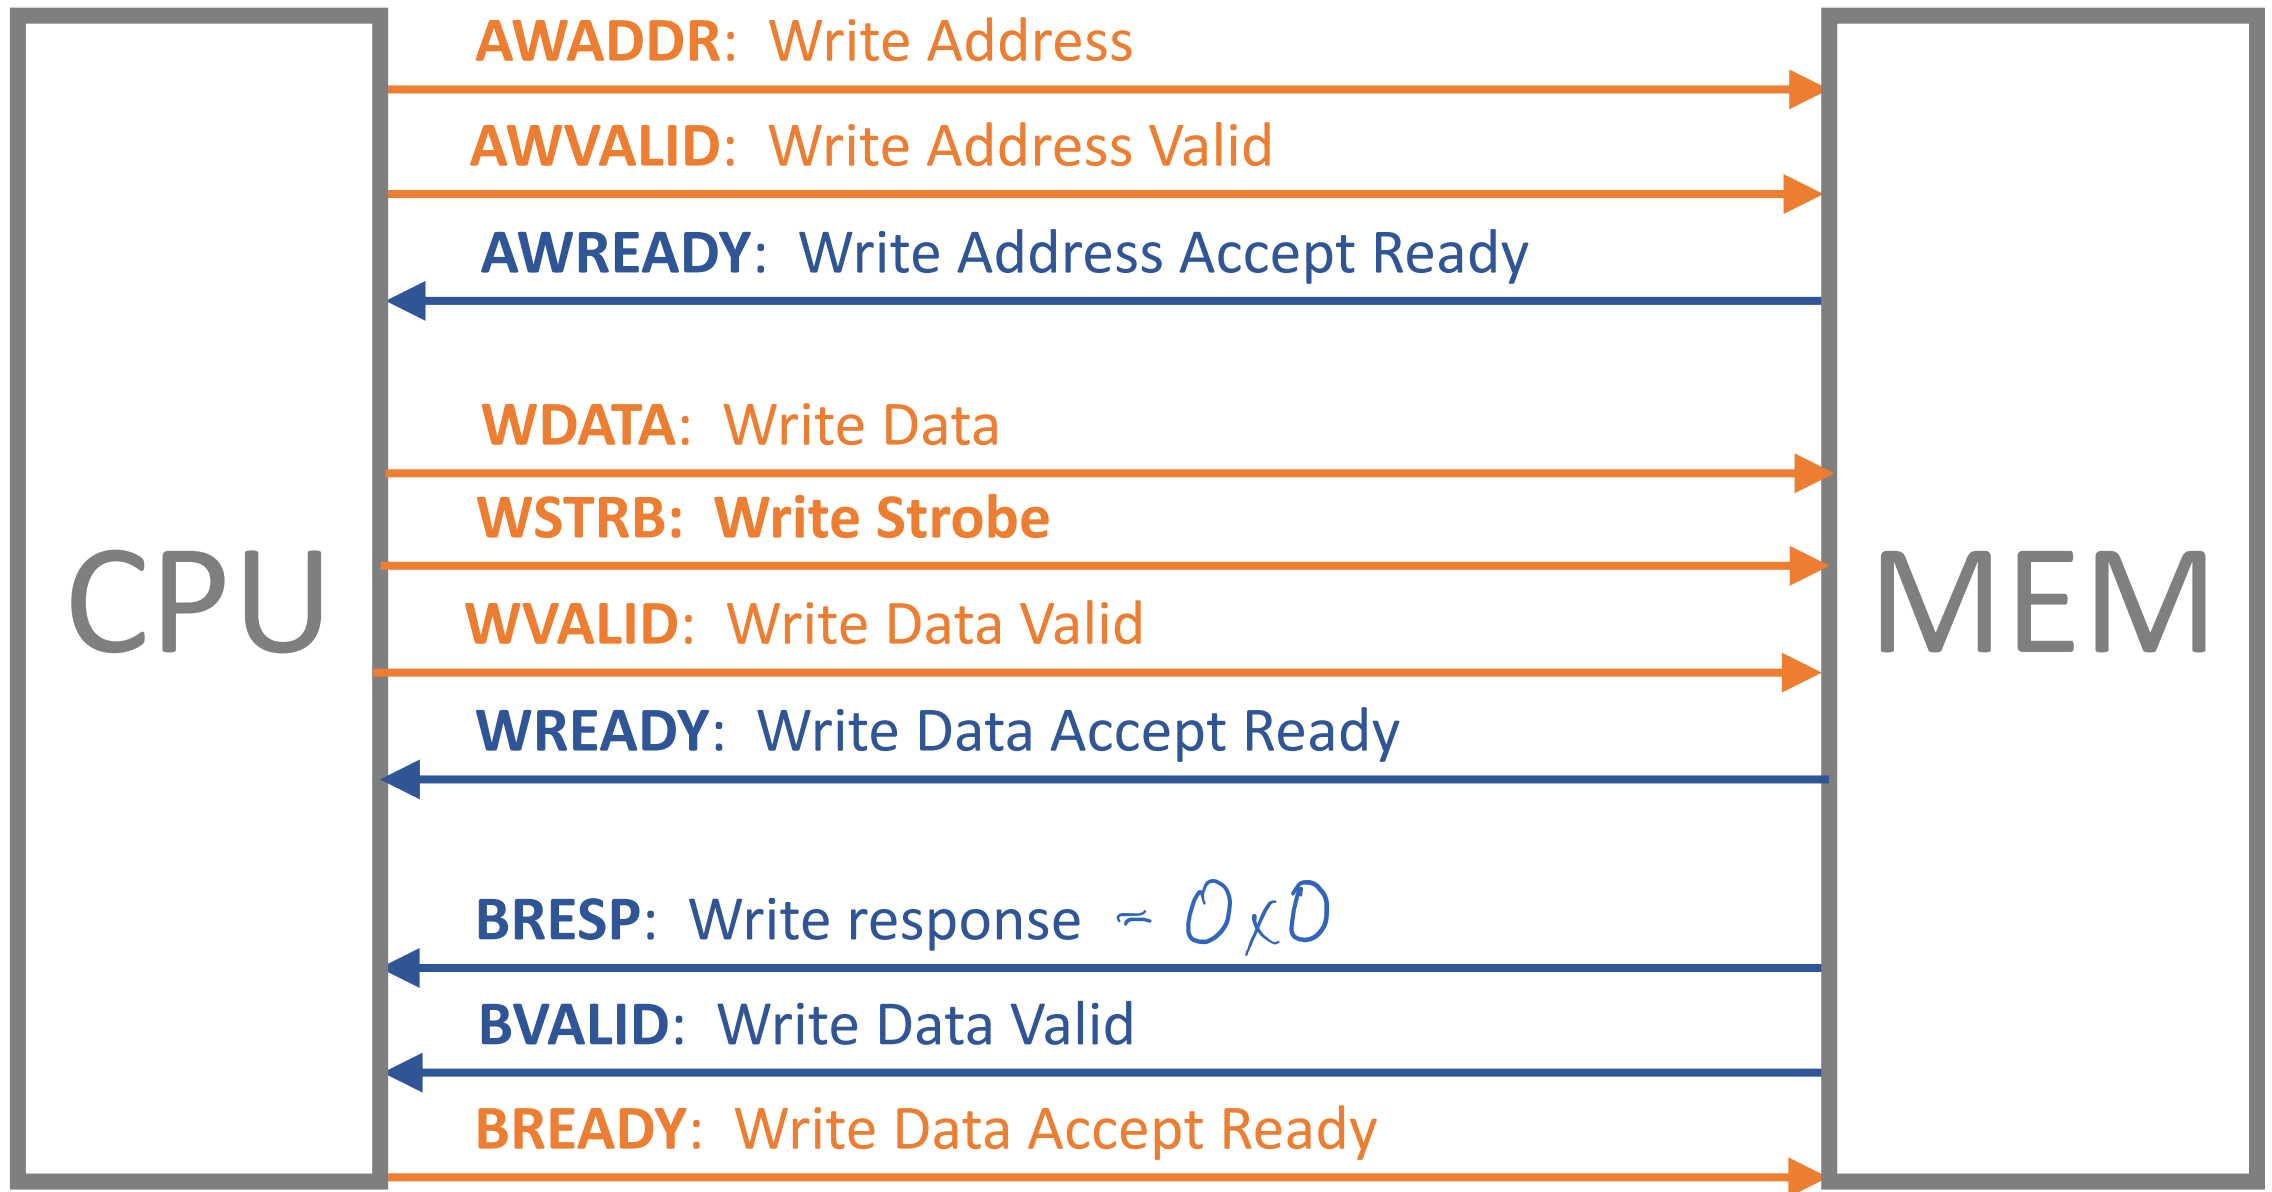 AWADDR: Write Address
AWVALID: Write Address Valid
AWREADY: Write Address Accept Ready
WDATA: Write Data
WSTRB: Write Strobe
CPU
MEM
WVALID: Write Data Valid
WREADY: Write Data Accept Ready
BRESP: Write response = 0x0
BVALID: Write Data Valid
BREADY: Write Data Accept Ready